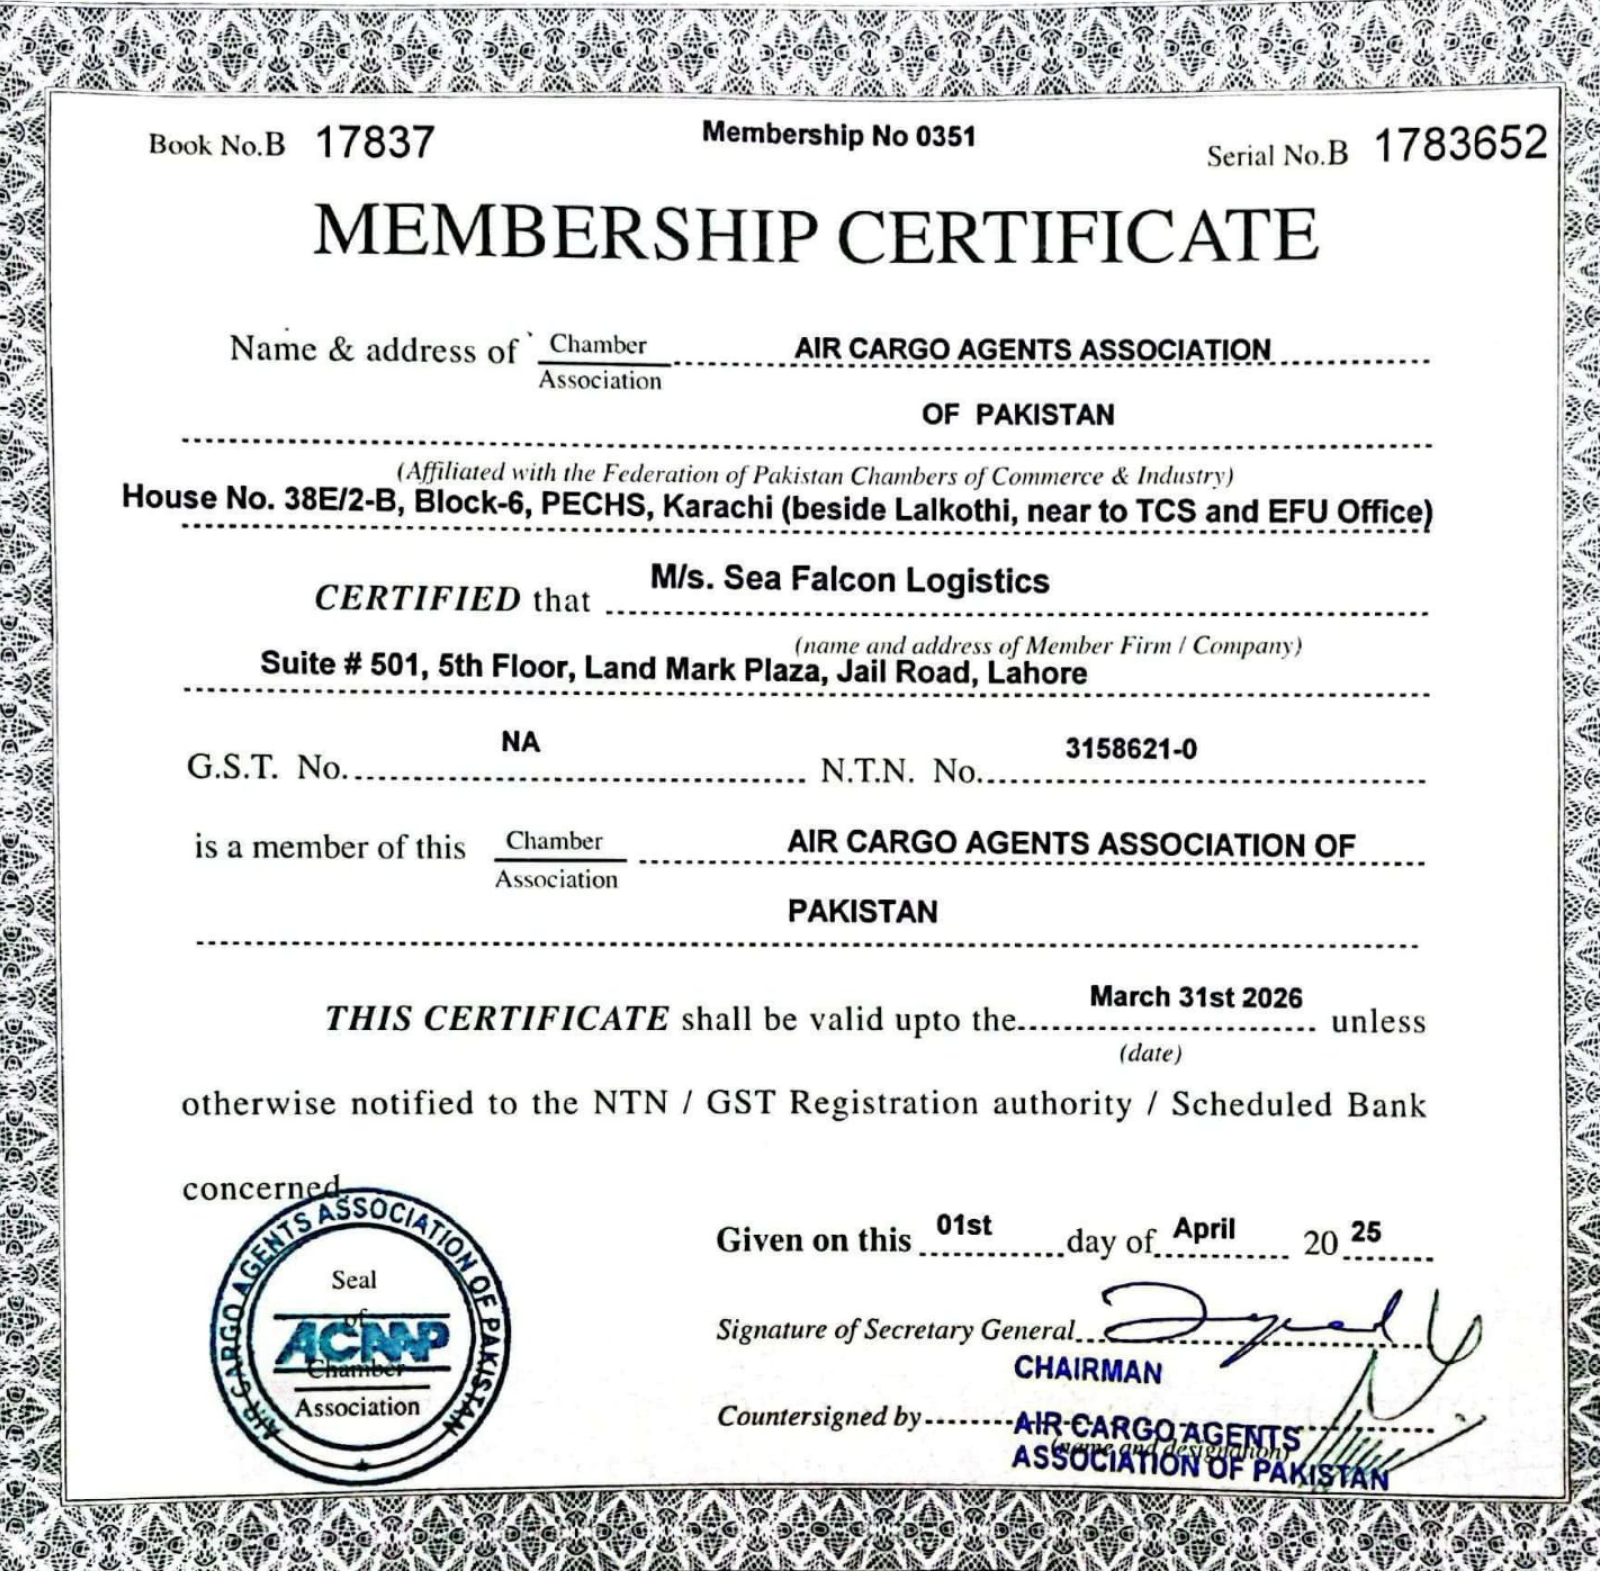 Book No.B 17837 Membership No 0351 Serial No.B 1783652
MEMBERSHIP CERTIFICATE
Name & address of Chamber AIR CARGO AGENTS ASSOCIATION
Association
OF PAKISTAN
(Affiliated with the Federation of Pakistan Chambers of Commerce & Industry)
House No. 38E/2-B, Block-6, PECHS, Karachi (beside Lalkothi, near to TCS and EFU Office)
CERTIFIED that M/s. Sea Falcon Logistics
(name and address of Member Firm / Company)
Suite # 501, 5th Floor, Land Mark Plaza, Jail Road, Lahore
G.S.T. No. NA N.T.N. No. 3158621-0
is a member of this Chamber AIR CARGO AGENTS ASSOCIATION OF
Association
PAKISTAN
THIS CERTIFICATE shall be valid upto the March 31st 2026 unless
(date)
otherwise notified to the NTN / GST Registration authority / Scheduled Bank
concerned.
AIR CARGO AGENTS ASSOCIATION OF PAKISTAN
Seal
of
ACAAP
Chamber
Association
Given on this 01st day of April 20 25
Signature of Secretary General
CHAIRMAN
Countersigned by AIR CARGO AGENTS
(name and designation)
ASSOCIATION OF PAKISTAN